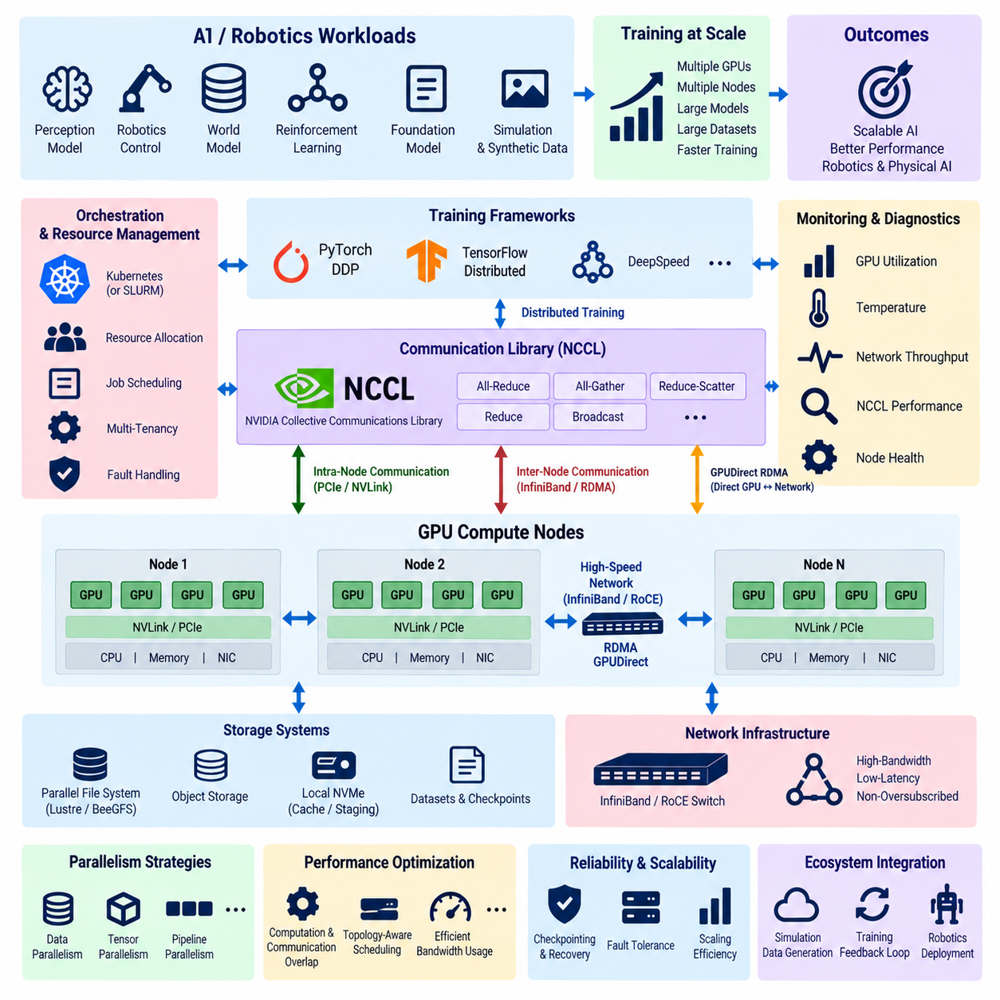 A1 / Robotics Workloads
Perception
Model
Robotics
Control
World
Model
Reinforcement
Learning
Foundation
Model
Simulation
& Synthetic Data
Training at Scale
Multiple GPUs
Multiple Nodes
Large Models
Large Datasets
Faster Training
Outcomes
Scalable AI
Better Performance
Robotics & Physical AI
Orchestration
& Resource Management
Kubernetes
(or SLURM)
Resource Allocation
Job Scheduling
Multi-Tenancy
Fault Handling
Training Frameworks
PyTorch
DDP
TensorFlow
Distributed
DeepSpeed
...
Distributed Training
Communication Library (NCCL)
NCCL
NVIDIA Collective Communications Library
All-Reduce
All-Gather
Reduce-Scatter
Reduce
Broadcast
...
Monitoring & Diagnostics
GPU Utilization
Temperature
Network Throughput
NCCL Performance
Node Health
Intra-Node Communication
(PCIe / NVLink)
Inter-Node Communication
(InfiniBand / RDMA)
GPUDirect RDMA
(Direct GPU ↔ Network)
GPU Compute Nodes
Node 1
GPU GPU GPU GPU
NVLink / PCIe
CPU | Memory | NIC
Node 2
GPU GPU GPU GPU
NVLink / PCIe
CPU | Memory | NIC
High-Speed
Network
(InfiniBand / RoCE)
RDMA
GPUDirect
Node N
GPU GPU GPU GPU
NVLink / PCIe
CPU | Memory | NIC
Storage Systems
Parallel File System
(Lustre / BeeGFS)
Object Storage
Local NVMe
(Cache / Staging)
Datasets & Checkpoints
Network Infrastructure
InfiniBand / RoCE Switch
High-Bandwidth
Low-Latency
Non-Oversubscribed
Parallelism Strategies
Data
Parallelism
Tensor
Parallelism
Pipeline
Parallelism
...
Performance Optimization
Computation &
Communication
Overlap
Topology-Aware
Scheduling
Efficient
Bandwidth Usage
...
Reliability & Scalability
Checkpointing
& Recovery
Fault Tolerance
Scaling
Efficiency
Ecosystem Integration
Simulation
Data Generation
Training
Feedback Loop
Robotics
Deployment